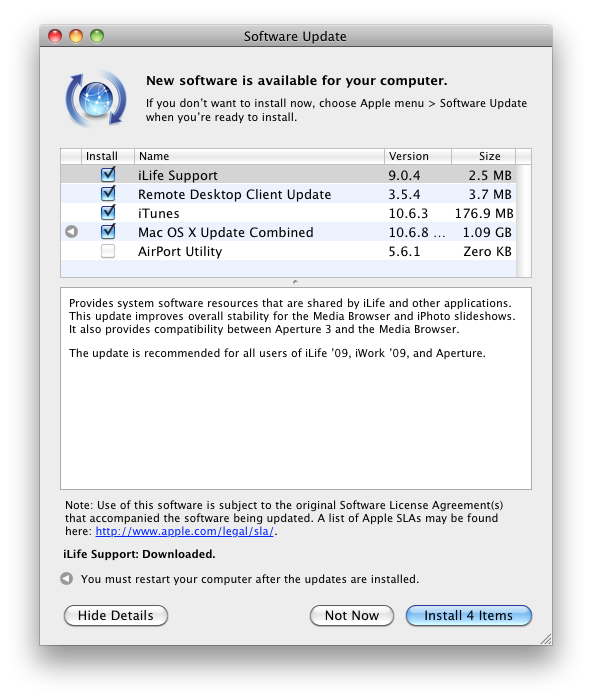 Software Update
New software is available for your computer.
If you don’t want to install now, choose Apple menu > Software Update
when you’re ready to install.
Install Name Version Size
iLife Support 9.0.4 2.5 MB
Remote Desktop Client Update 3.5.4 3.7 MB
iTunes 10.6.3 176.9 MB
Mac OS X Update Combined 10.6.8 ... 1.09 GB
AirPort Utility 5.6.1 Zero KB
Provides system software resources that are shared by iLife and other applications.
This update improves overall stability for the Media Browser and iPhoto slideshows.
It also provides compatibility between Aperture 3 and the Media Browser.
The update is recommended for all users of iLife ’09, iWork ’09, and Aperture.
Note: Use of this software is subject to the original Software License Agreement(s)
that accompanied the software being updated. A list of Apple SLAs may be found
here: http://www.apple.com/legal/sla/.
iLife Support: Downloaded.
You must restart your computer after the updates are installed.
Hide Details Not Now Install 4 Items